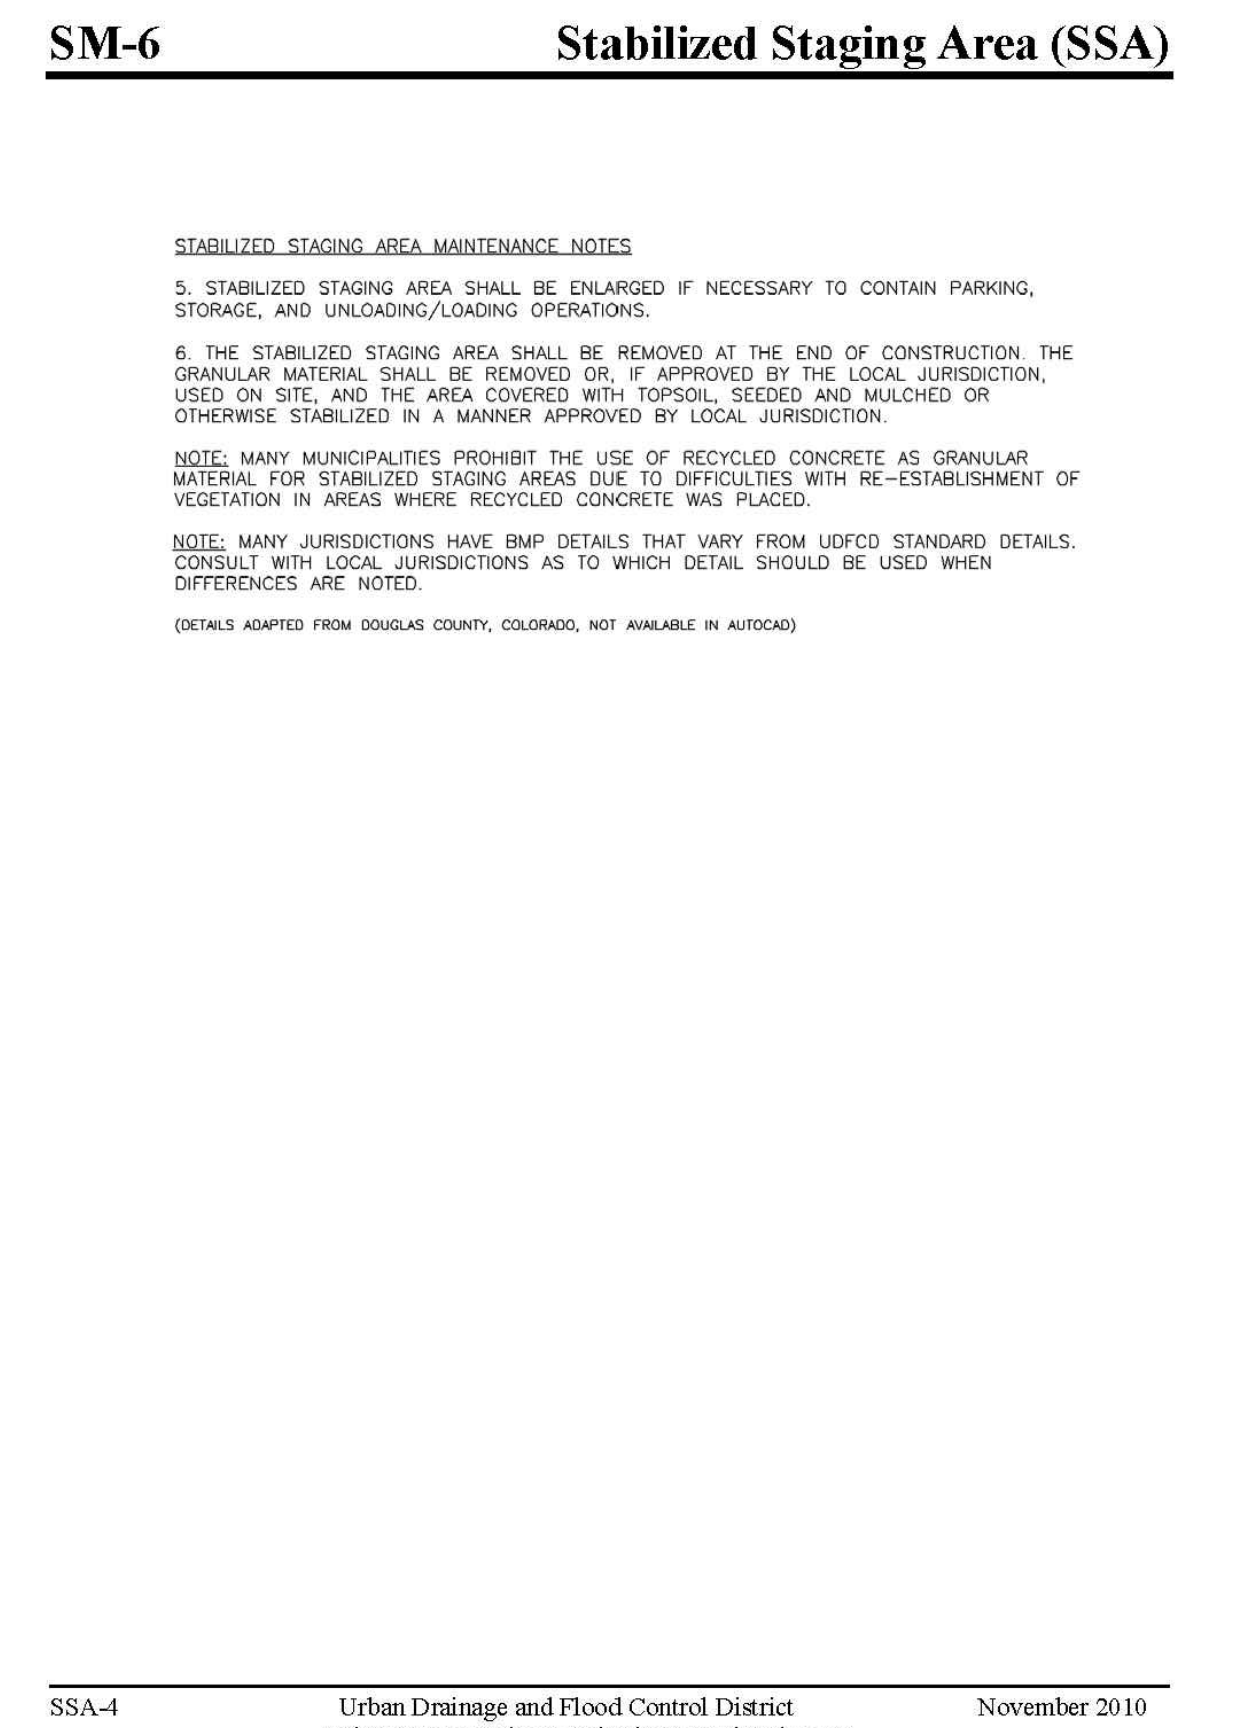 SM-6 Stabilized Staging Area (SSA)
STABILIZED STAGING AREA MAINTENANCE NOTES
5. STABILIZED STAGING AREA SHALL BE ENLARGED IF NECESSARY TO CONTAIN PARKING,
STORAGE, AND UNLOADING/LOADING OPERATIONS.
6. THE STABILIZED STAGING AREA SHALL BE REMOVED AT THE END OF CONSTRUCTION. THE
GRANULAR MATERIAL SHALL BE REMOVED OR, IF APPROVED BY THE LOCAL JURISDICTION,
USED ON SITE, AND THE AREA COVERED WITH TOPSOIL, SEEDED AND MULCHED OR
OTHERWISE STABILIZED IN A MANNER APPROVED BY LOCAL JURISDICTION.
NOTE: MANY MUNICIPALITIES PROHIBIT THE USE OF RECYCLED CONCRETE AS GRANULAR
MATERIAL FOR STABILIZED STAGING AREAS DUE TO DIFFICULTIES WITH RE-ESTABLISHMENT OF
VEGETATION IN AREAS WHERE RECYCLED CONCRETE WAS PLACED.
NOTE: MANY JURISDICTIONS HAVE BMP DETAILS THAT VARY FROM UDFCD STANDARD DETAILS.
CONSULT WITH LOCAL JURISDICTIONS AS TO WHICH DETAIL SHOULD BE USED WHEN
DIFFERENCES ARE NOTED.
(DETAILS ADAPTED FROM DOUGLAS COUNTY, COLORADO, NOT AVAILABLE IN AUTOCAD)
SSA-4 Urban Drainage and Flood Control District November 2010